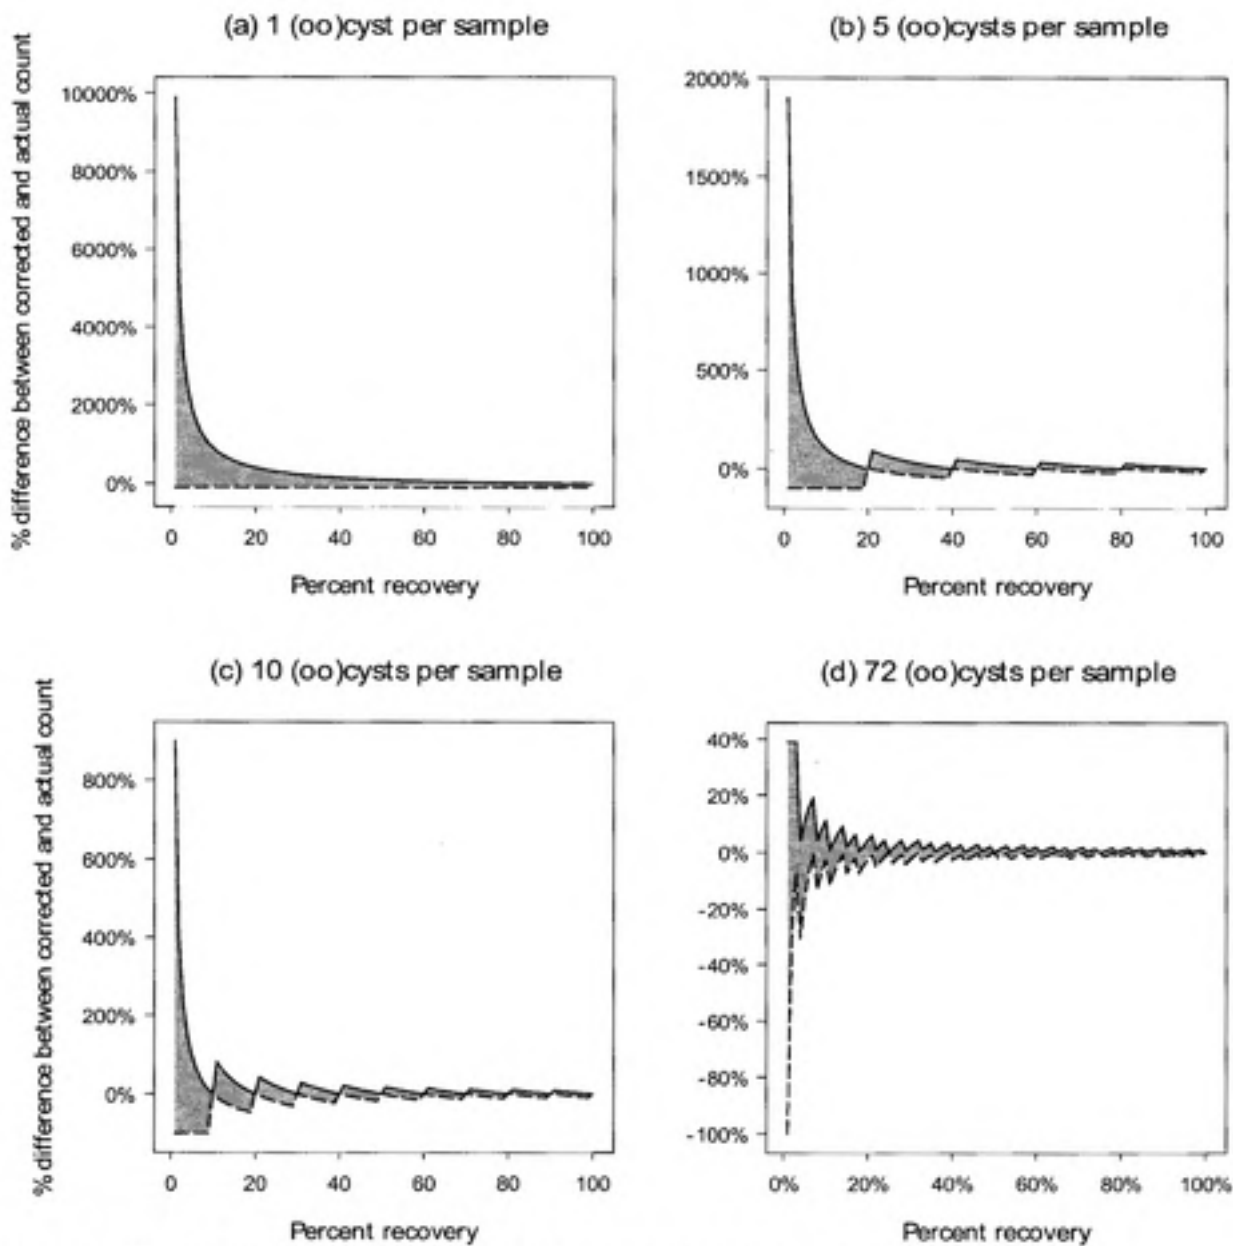 (a) 1 (oo)cyst per sample
% difference between corrected and actual count
10000%
8000%
6000%
4000%
2000%
0%
0 20 40 60 80 100
Percent recovery
(b) 5 (oo)cysts per sample
2000%
1500%
1000%
500%
0%
0 20 40 60 80 100
Percent recovery
(c) 10 (oo)cysts per sample
% difference between corrected and actual count
800%
600%
400%
200%
0%
0 20 40 60 80 100
Percent recovery
(d) 72 (oo)cysts per sample
40%
20%
0%
-20%
-40%
-60%
-80%
-100%
0% 20% 40% 60% 80% 100%
Percent recovery